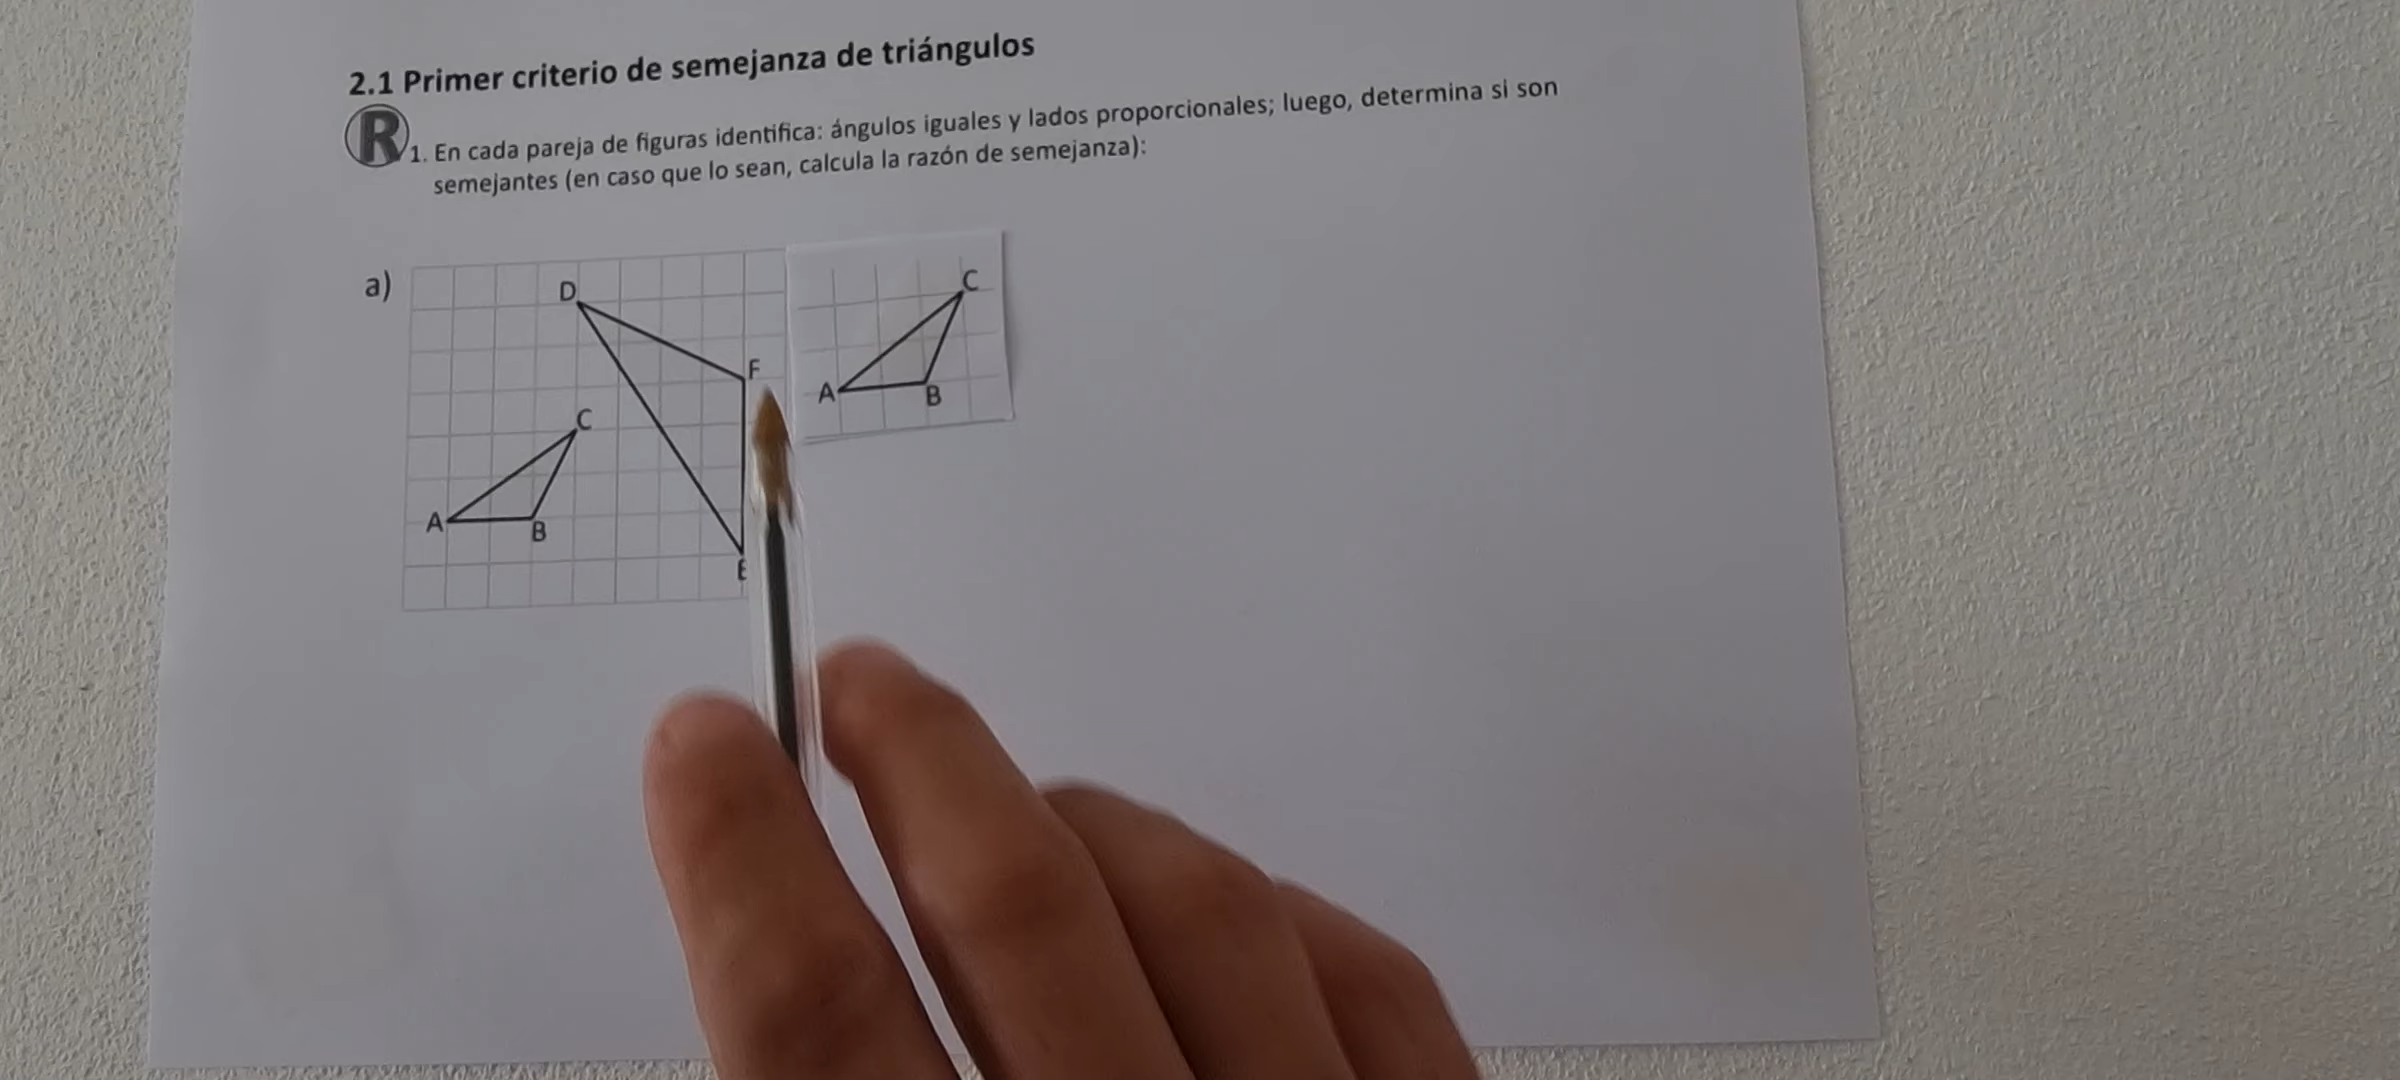 2.1 Primer criterio de semejanza de triángulos
R 1. En cada pareja de figuras identifica: ángulos iguales y lados proporcionales; luego, determina si son
semejantes (en caso que lo sean, calcula la razón de semejanza):
a)
D
F
C
A
B
E
C
A
B